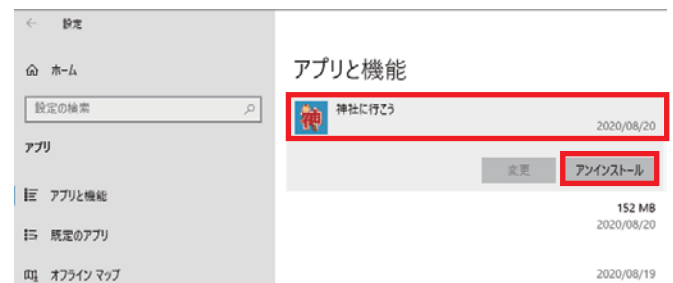 設定
ホーム
設定の検索
アプリ
アプリと機能
既定のアプリ
オフライン マップ
アプリと機能
神
神社に行こう
2020/08/20
変更
アンインストール
152 MB
2020/08/20
2020/08/19